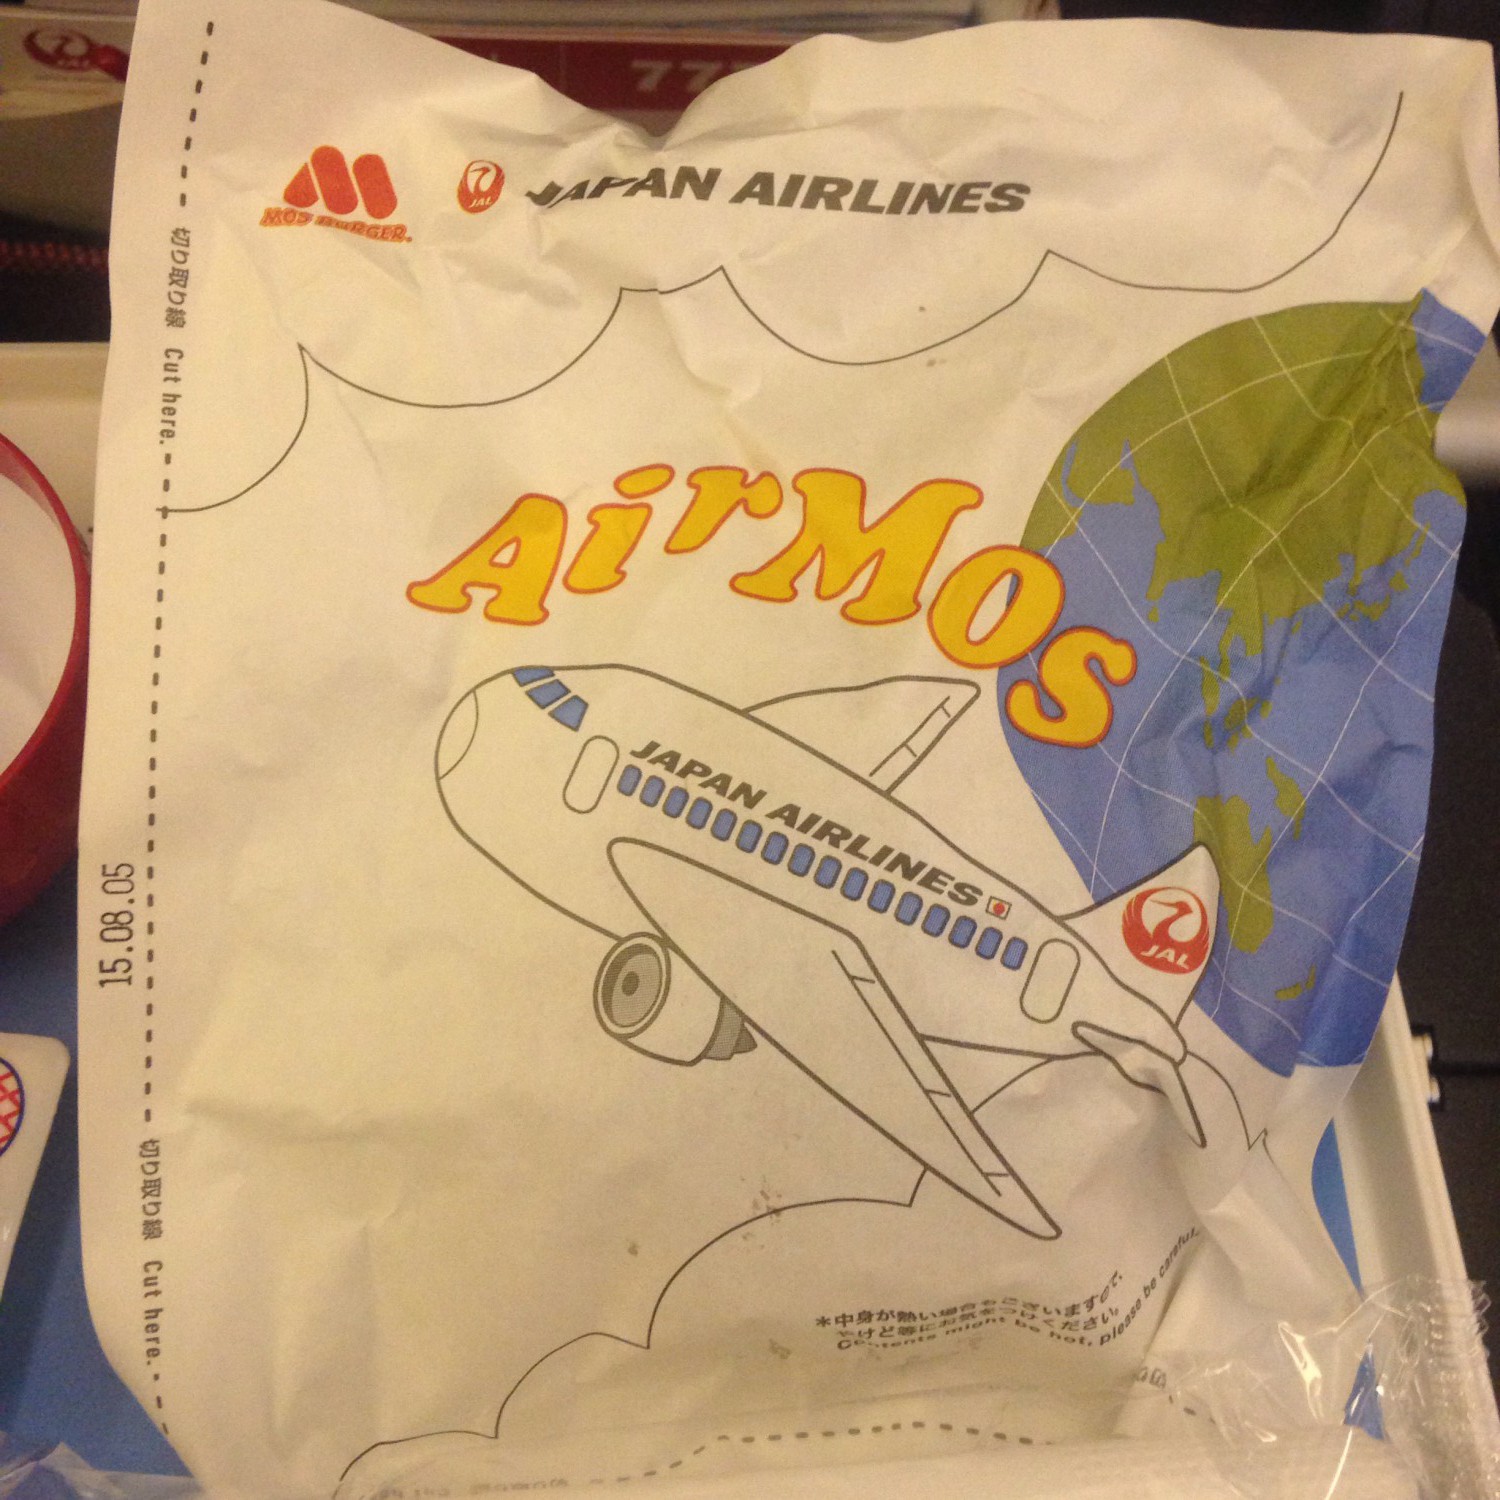 JAL
777
MOS BURGER
JAL
JAPAN AIRLINES
切り取り線 Cut here.
AirMOS
JAPAN AIRLINES
JAL
15.08.05
切り取り線 Cut here.
*中身が熱い場合もございますので、
やけど等にお気をつけください。
Contents might be hot, please be careful.